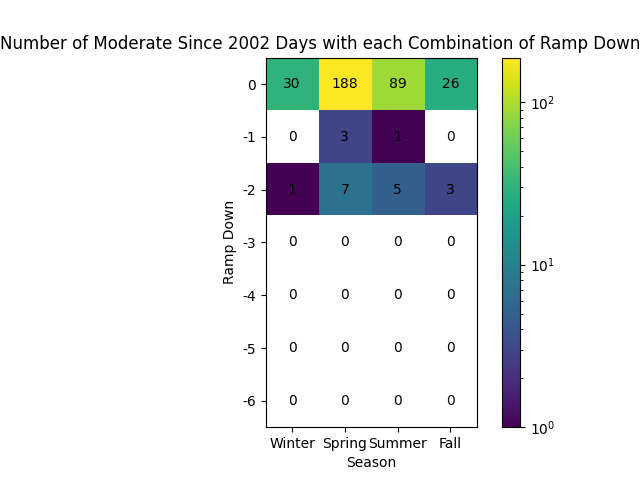 Number of Moderate Since 2002 Days with each Combination of Ramp Down
0 30 188 89 26
-1 0 3 1 0
-2 1 7 5 3
-3 0 0 0 0
-4 0 0 0 0
-5 0 0 0 0
-6 0 0 0 0
Winter Spring Summer Fall
Season
Ramp Down
10²
10¹
10⁰